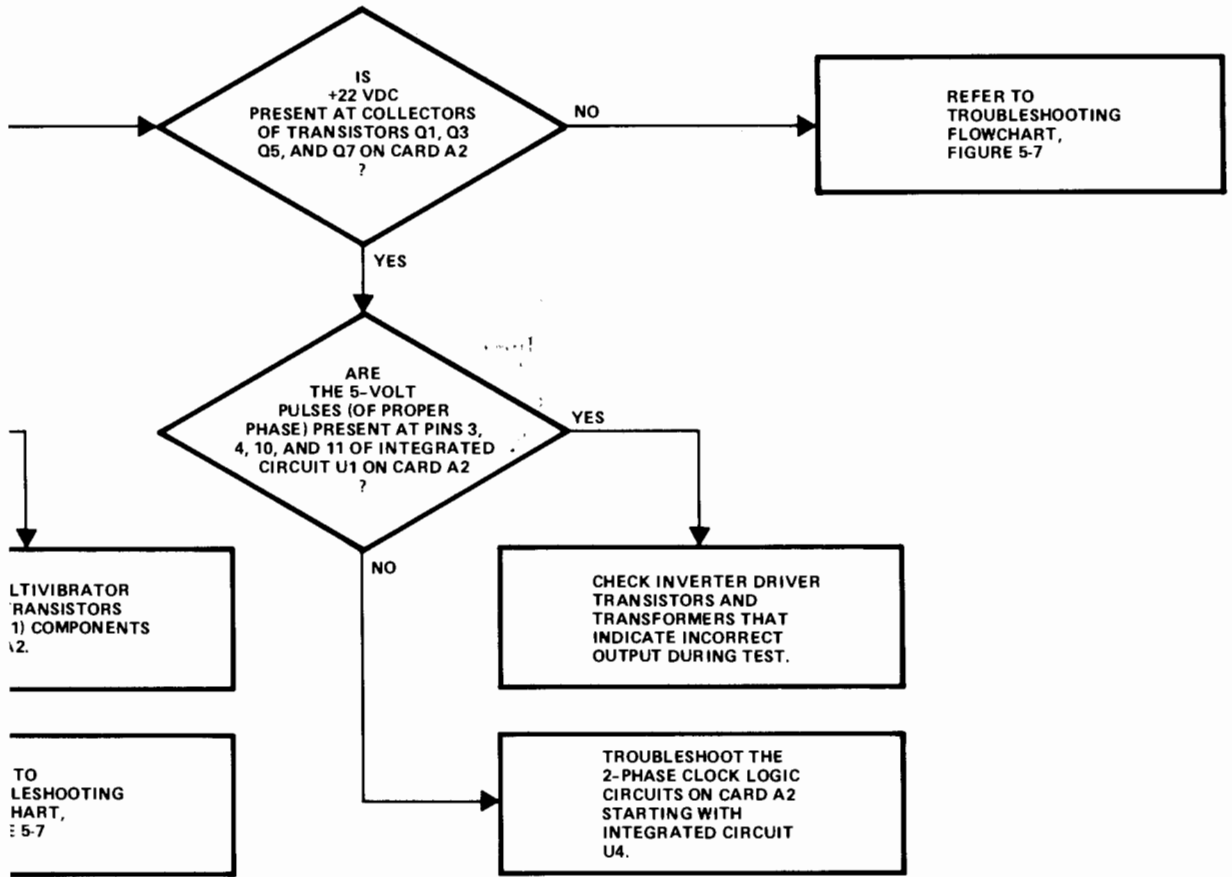 IS
+22 VDC
PRESENT AT COLLECTORS
OF TRANSISTORS Q1, Q3
Q5, AND Q7 ON CARD A2
?
NO
REFER TO
TROUBLESHOOTING
FLOWCHART,
FIGURE 5-7
YES
ARE
THE 5-VOLT
PULSES (OF PROPER
PHASE) PRESENT AT PINS 3,
4, 10, AND 11 OF INTEGRATED
CIRCUIT U1 ON CARD A2
?
YES
NO
LTIVIBRATOR
RANSISTORS
1) COMPONENTS
A2.
CHECK INVERTER DRIVER
TRANSISTORS AND
TRANSFORMERS THAT
INDICATE INCORRECT
OUTPUT DURING TEST.
TO
LESHOOTING
HART,
E 5-7
TROUBLESHOOT THE
2-PHASE CLOCK LOGIC
CIRCUITS ON CARD A2
STARTING WITH
INTEGRATED CIRCUIT
U4.